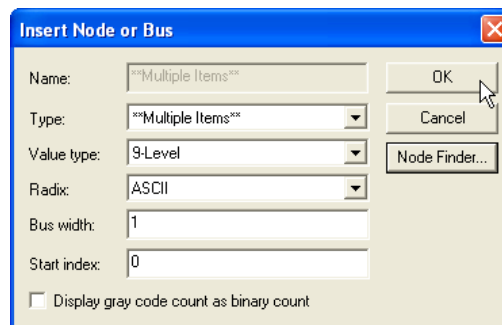 Insert Node or Bus
Name: **Multiple Items** OK
Type: **Multiple Items** Cancel
Value type: 9-Level Node Finder...
Radix: ASCII
Bus width: 1
Start index: 0
Display gray code count as binary count